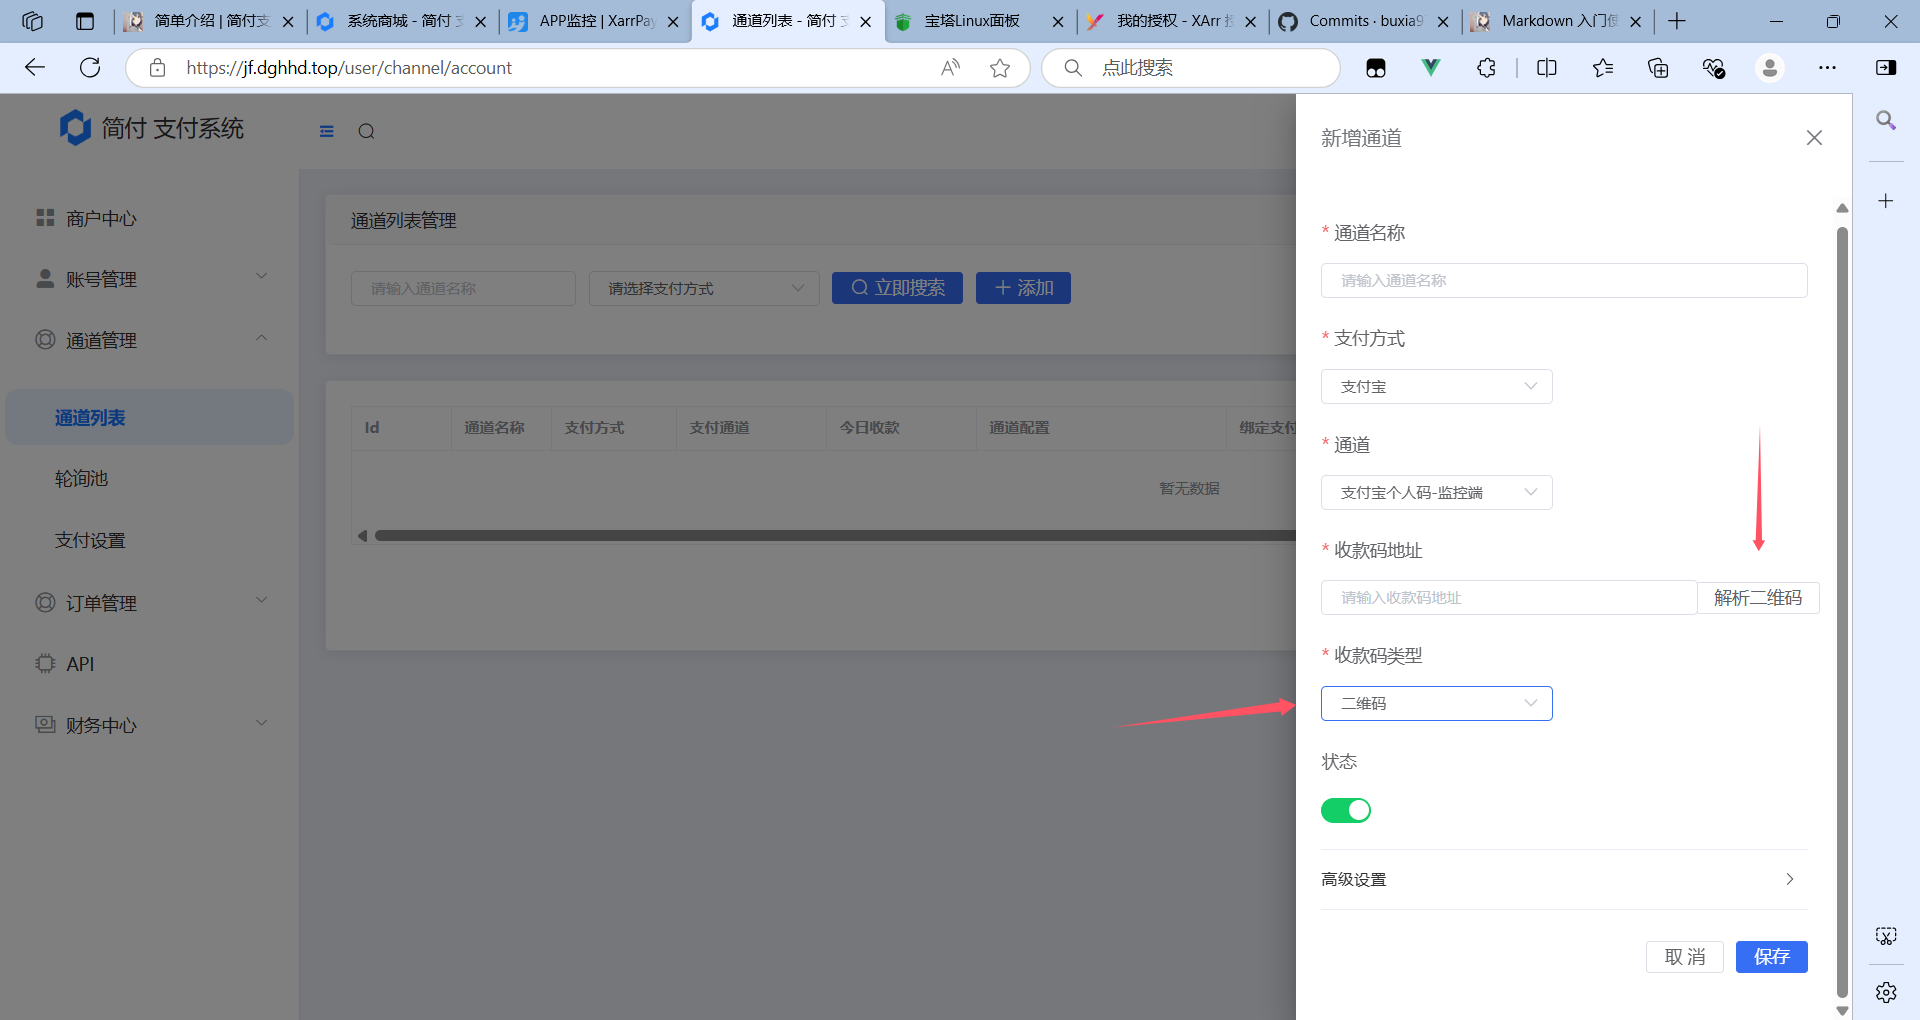 简单介绍 | 简付支
系统商城 - 简付 支
APP监控 | XarrPay
通道列表 - 简付 支
宝塔Linux面板
我的授权 - XArr 授
Commits · buxia9
Markdown 入门使
https://jf.dghhd.top/user/channel/account
点此搜索
简付 支付系统
商户中心
账号管理
通道管理
通道列表
轮询池
支付设置
订单管理
API
财务中心
通道列表管理
请输入通道名称
请选择支付方式
立即搜索
添加
Id
通道名称
支付方式
支付通道
今日收款
通道配置
绑定支付
暂无数据
新增通道
* 通道名称
请输入通道名称
* 支付方式
支付宝
* 通道
支付宝个人码-监控端
* 收款码地址
请输入收款码地址
解析二维码
* 收款码类型
二维码
状态
高级设置
取 消
保存